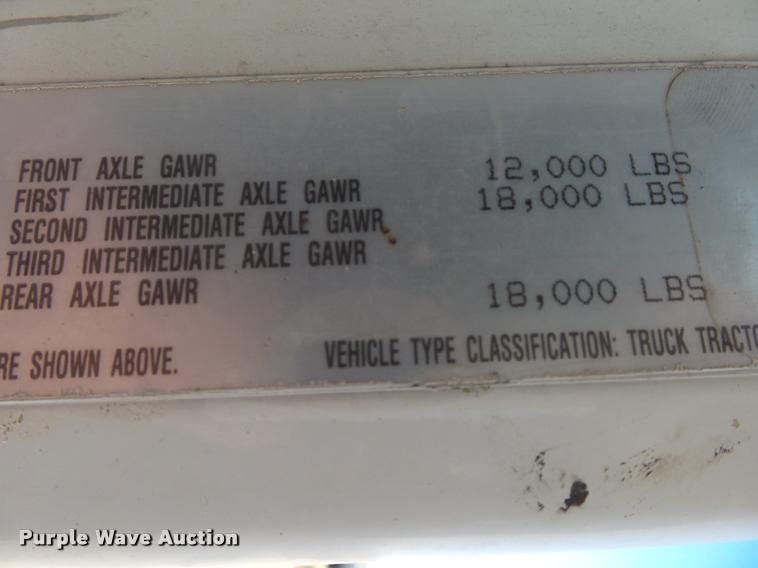 FRONT AXLE GAWR 12,000 LBS
FIRST INTERMEDIATE AXLE GAWR 18,000 LBS
SECOND INTERMEDIATE AXLE GAWR
THIRD INTERMEDIATE AXLE GAWR
REAR AXLE GAWR 18,000 LBS
RE SHOWN ABOVE. VEHICLE TYPE CLASSIFICATION: TRUCK TRACTO
Purple Wave Auction